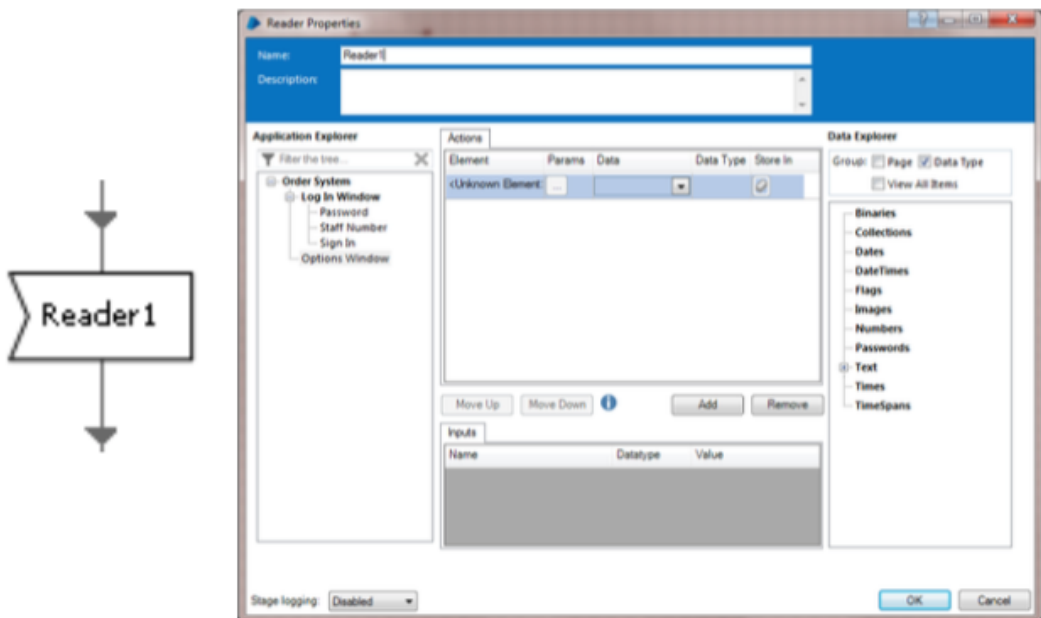 Reader1
Reader Properties
Name:
Reader1
Description:
Application Explorer
Filter the tree...
Order System
Log In Window
Password
Staff Number
Sign In
Options Window
Actions
Element Params Data Data Type Store In
<Unknown Element ...
Move Up Move Down Add Remove
Inputs
Name Datatype Value
Data Explorer
Group: Page Data Type
View All Items
Binaries
Collections
Dates
DateTimes
Flags
Images
Numbers
Passwords
Text
Times
TimeSpans
Stage logging: Disabled
OK Cancel